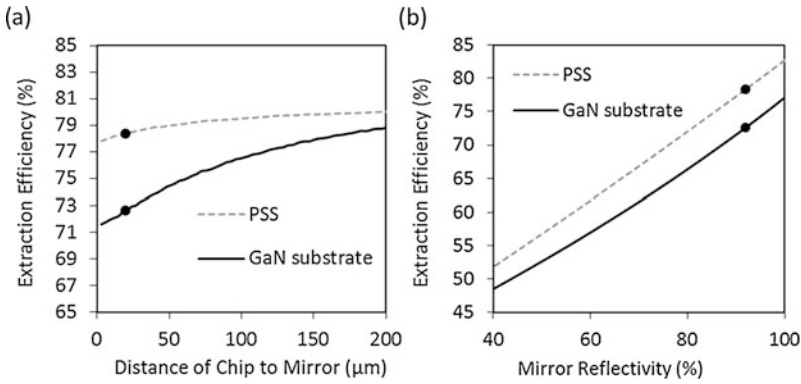 (a)
85
83
81
79
77
75
73
71
69
67
65
Extraction Efficiency (%)
PSS
GaN substrate
0
50
100
150
200
Distance of Chip to Mirror (µm)
(b)
85
80
75
70
65
60
55
50
45
Extraction Efficiency (%)
PSS
GaN substrate
40
60
80
100
Mirror Reflectivity (%)